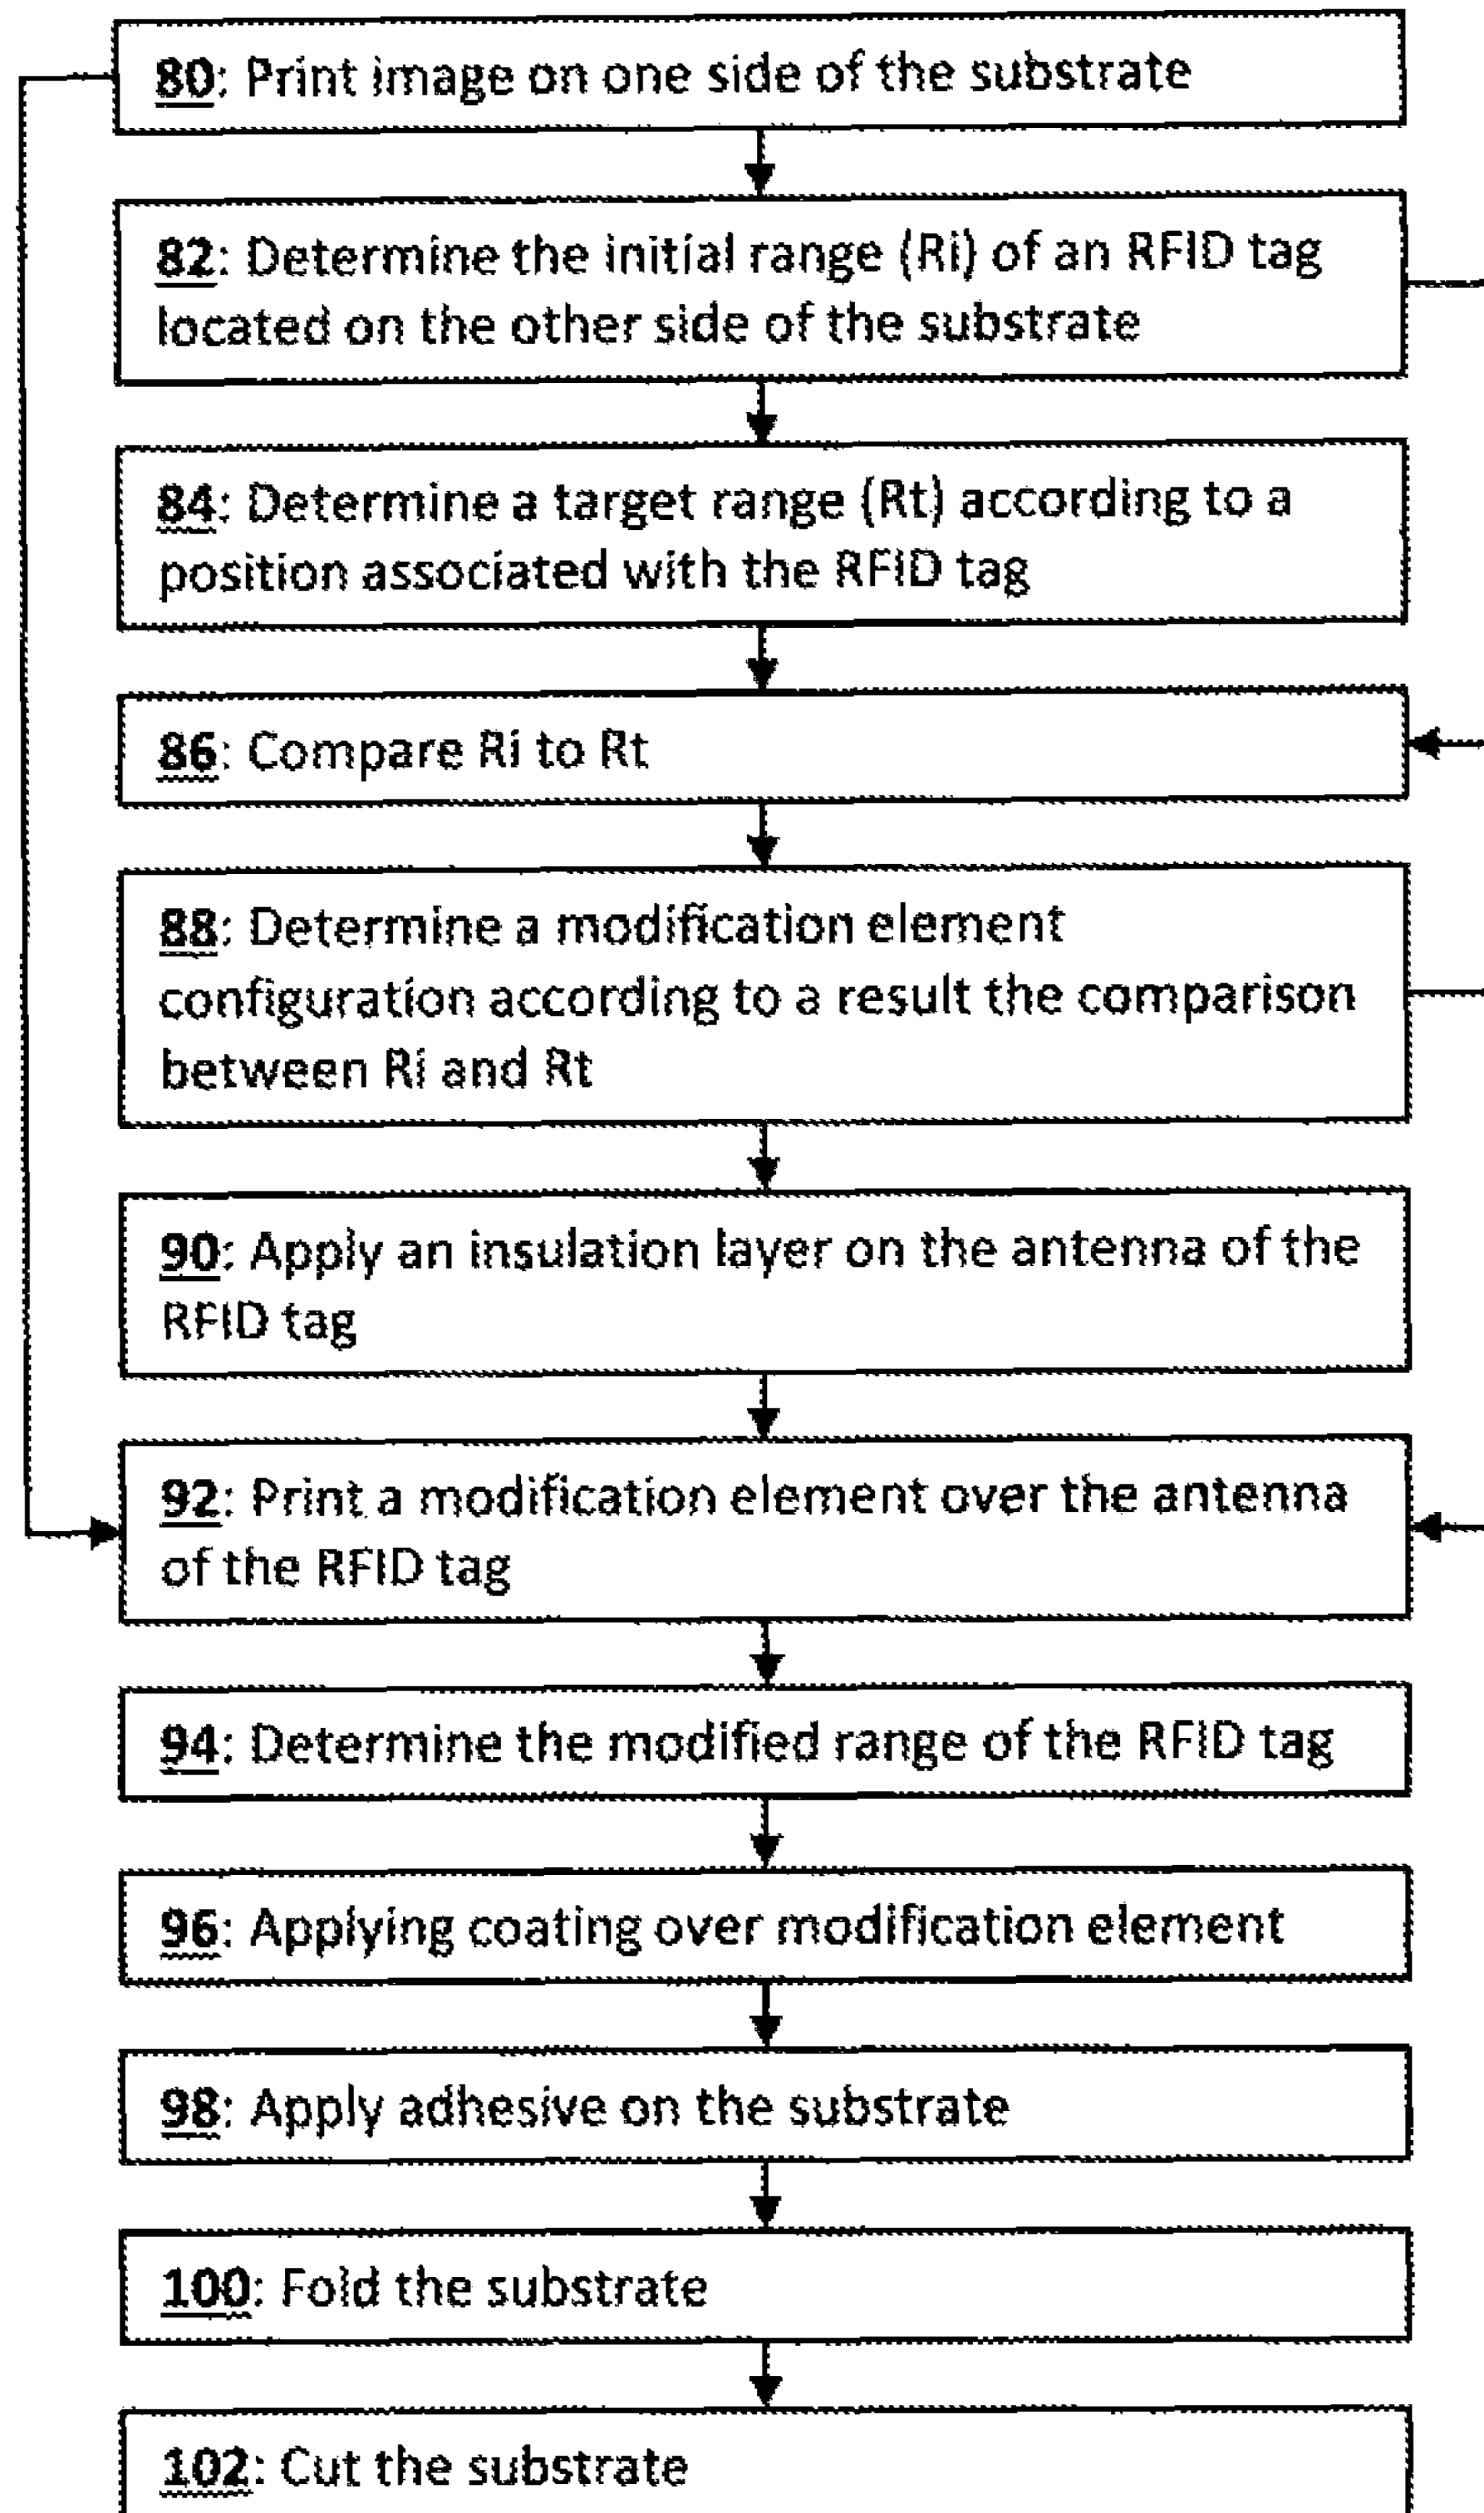 80: Print image on one side of the substrate
82: Determine the initial range (Ri) of an RFID tag
located on the other side of the substrate
84: Determine a target range (Rt) according to a
position associated with the RFID tag
86: Compare Ri to Rt
88: Determine a modification element
configuration according to a result the comparison
between Ri and Rt
90: Apply an insulation layer on the antenna of the
RFID tag
92: Print a modification element over the antenna
of the RFID tag
94: Determine the modified range of the RFID tag
96: Applying coating over modification element
98: Apply adhesive on the substrate
100: Fold the substrate
102: Cut the substrate